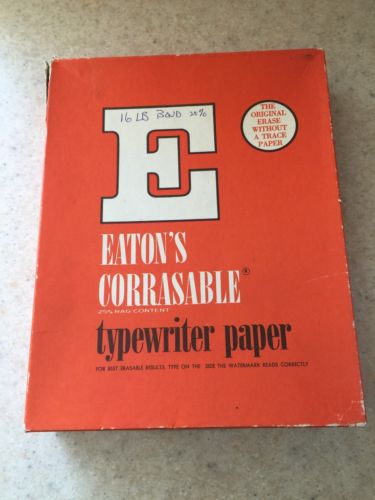 16 LB BOND 25%
E
THE
ORIGINAL
ERASE
WITHOUT
A TRACE
PAPER
EATON'S
CORRASABLE®
25% RAG CONTENT
typewriter paper
FOR BEST ERASABLE RESULTS, TYPE ON THE SIDE THE WATERMARK READS CORRECTLY